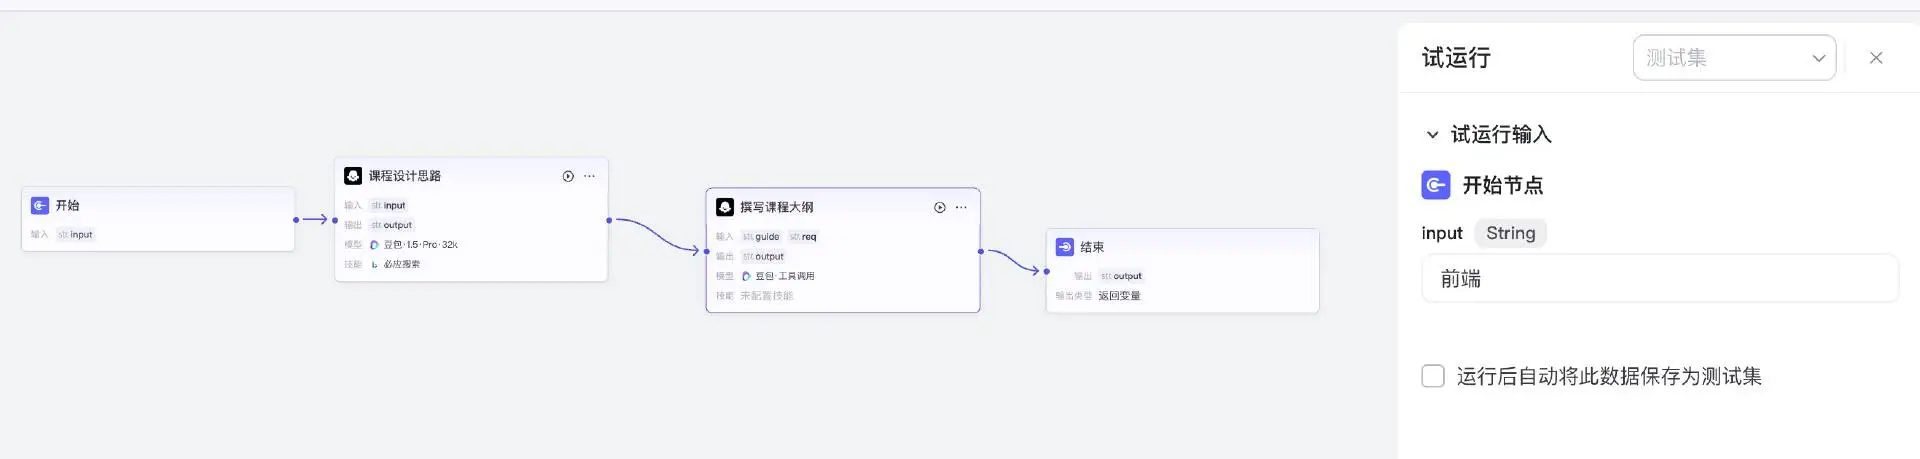 开始
输入 str. input
课程设计思路
输入 str. input
输出 str. output
模型 豆包·1.5·Pro·32k
技能 必应搜索
撰写课程大纲
输入 str. guide str. req
输出 str. output
模型 豆包·工具调用
技能 未配置技能
结束
输出 str. output
输出类型 返回变量
试运行
测试集
试运行输入
开始节点
input String
前端
运行后自动将此数据保存为测试集